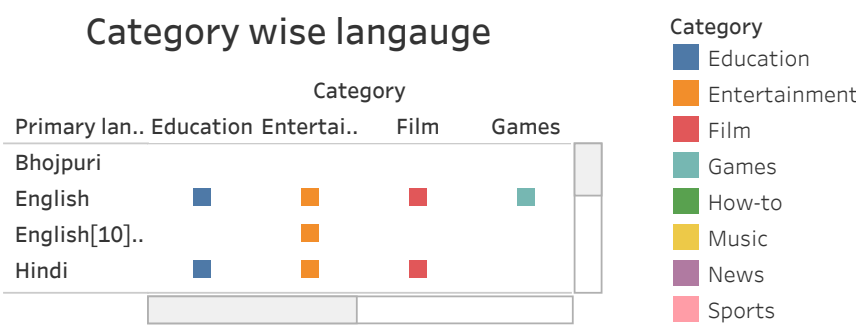 Category wise langauge
Category
Primary lan.. Education Entertai.. Film Games
Bhojpuri
English
English[10]..
Hindi
Category
Education
Entertainment
Film
Games
How-to
Music
News
Sports